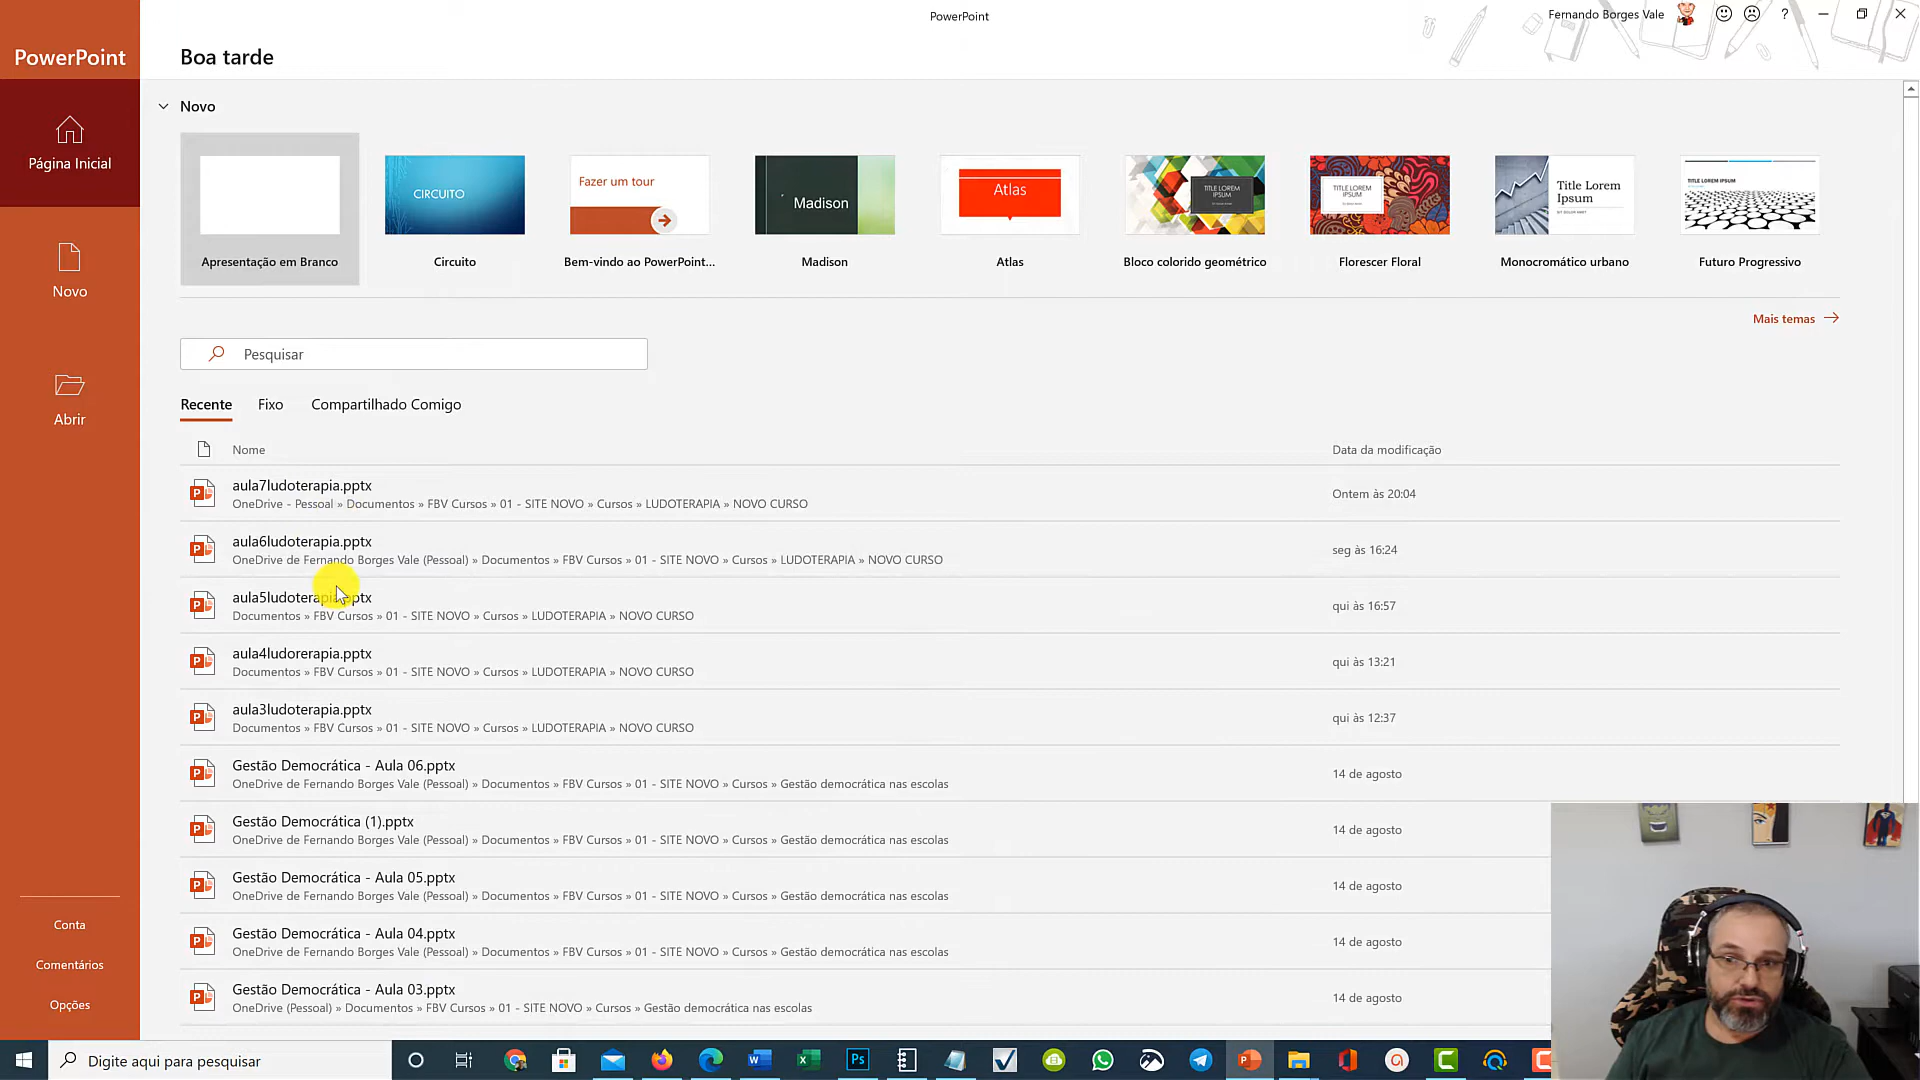 PowerPoint
Fernando Borges Vale
?
PowerPoint
Boa tarde
Página Inicial
Novo
Abrir
Conta
Comentários
Opções
Novo
CIRCUITO
Fazer um tour
Madison
Atlas
TITLE LOREM
IPSUM
TITLE LOREM
IPSUM
Title Lorem
Ipsum
TITLE LOREM IPSUM
Apresentação em Branco
Circuito
Bem-vindo ao PowerPoint...
Madison
Atlas
Bloco colorido geométrico
Florescer Floral
Monocromático urbano
Futuro Progressivo
Mais temas
Pesquisar
Recente Fixo Compartilhado Comigo
Nome Data da modificação
aula7ludoterapia.pptx
OneDrive - Pessoal » Documentos » FBV Cursos » 01 - SITE NOVO » Cursos » LUDOTERAPIA » NOVO CURSO
Ontem às 20:04
aula6ludoterapia.pptx
OneDrive de Fernando Borges Vale (Pessoal) » Documentos » FBV Cursos » 01 - SITE NOVO » Cursos » LUDOTERAPIA » NOVO CURSO
seg às 16:24
aula5ludoterapia.pptx
Documentos » FBV Cursos » 01 - SITE NOVO » Cursos » LUDOTERAPIA » NOVO CURSO
qui às 16:57
aula4ludorerapia.pptx
Documentos » FBV Cursos » 01 - SITE NOVO » Cursos » LUDOTERAPIA » NOVO CURSO
qui às 13:21
aula3ludoterapia.pptx
Documentos » FBV Cursos » 01 - SITE NOVO » Cursos » LUDOTERAPIA » NOVO CURSO
qui às 12:37
Gestão Democrática - Aula 06.pptx
OneDrive de Fernando Borges Vale (Pessoal) » Documentos » FBV Cursos » 01 - SITE NOVO » Cursos » Gestão democrática nas escolas
14 de agosto
Gestão Democrática (1).pptx
OneDrive de Fernando Borges Vale (Pessoal) » Documentos » FBV Cursos » 01 - SITE NOVO » Cursos » Gestão democrática nas escolas
14 de agosto
Gestão Democrática - Aula 05.pptx
OneDrive de Fernando Borges Vale (Pessoal) » Documentos » FBV Cursos » 01 - SITE NOVO » Cursos » Gestão democrática nas escolas
14 de agosto
Gestão Democrática - Aula 04.pptx
OneDrive de Fernando Borges Vale (Pessoal) » Documentos » FBV Cursos » 01 - SITE NOVO » Cursos » Gestão democrática nas escolas
14 de agosto
Gestão Democrática - Aula 03.pptx
OneDrive (Pessoal) » Documentos » FBV Cursos » 01 - SITE NOVO » Cursos » Gestão democrática nas escolas
14 de agosto
Digite aqui para pesquisar